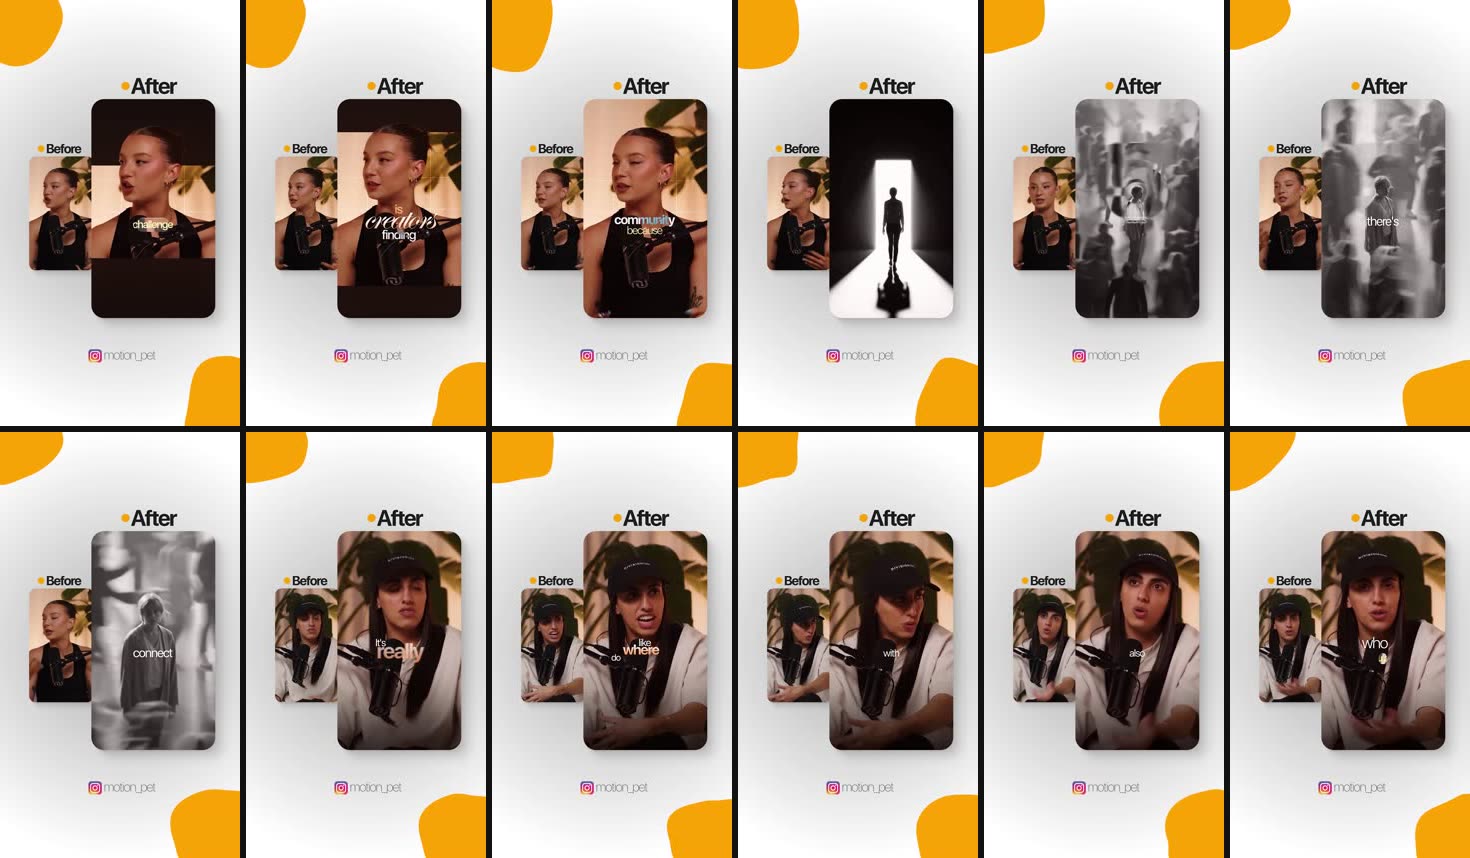 After
Before
challenge
motion_pet
After
Before
is
creators
finding
motion_pet
After
Before
community
because
motion_pet
After
Before
motion_pet
After
Before
motion_pet
After
Before
there's
motion_pet
After
Before
connect
motion_pet
After
Before
It's
really
motion_pet
After
Before
like
where
do
motion_pet
After
Before
with
motion_pet
After
Before
also
motion_pet
After
Before
who
motion_pet